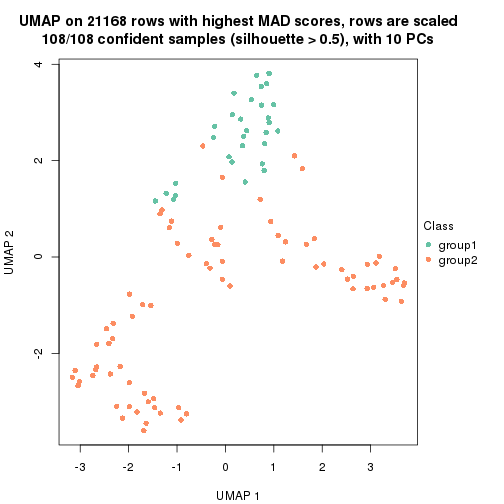 UMAP on 21168 rows with highest MAD scores, rows are scaled
108/108 confident samples (silhouette > 0.5), with 10 PCs
4
2
0
-2
UMAP 2
-3
-2
-1
0
1
2
3
UMAP 1
Class
group1
group2